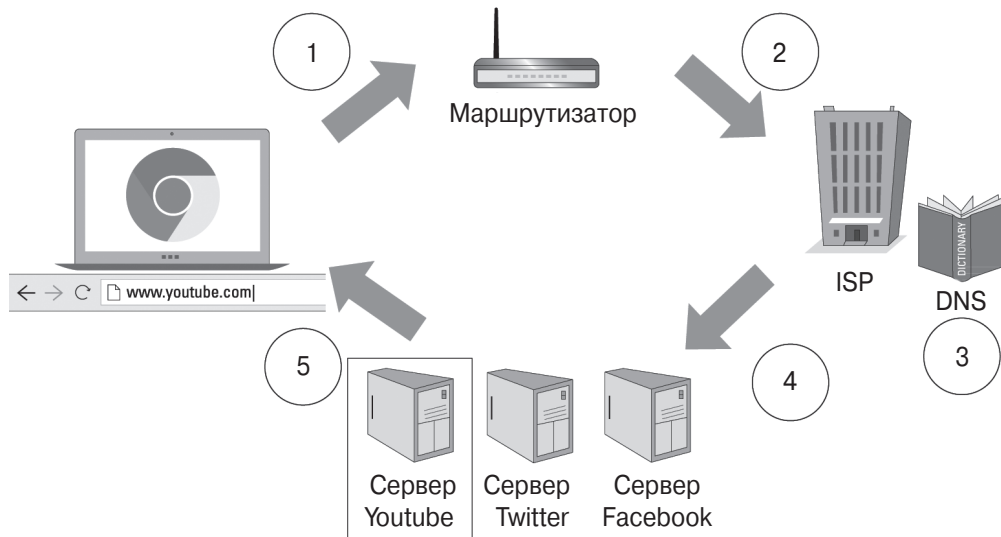 1
2
Маршрутизатор
DICTIONARY
www.youtube.com
ISP
DNS
3
5
4
Сервер
Youtube
Сервер
Twitter
Сервер
Facebook